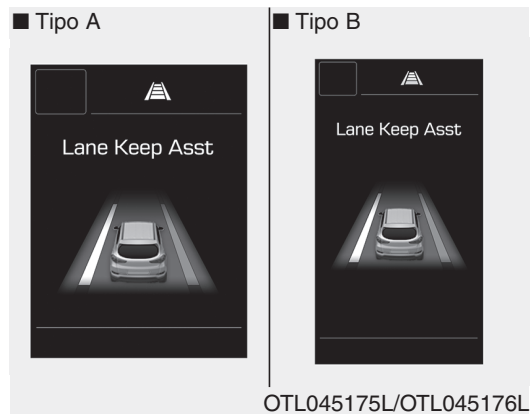 ■ Tipo A
Lane Keep Asst
■ Tipo B
Lane Keep Asst
OTL045175L/OTL045176L